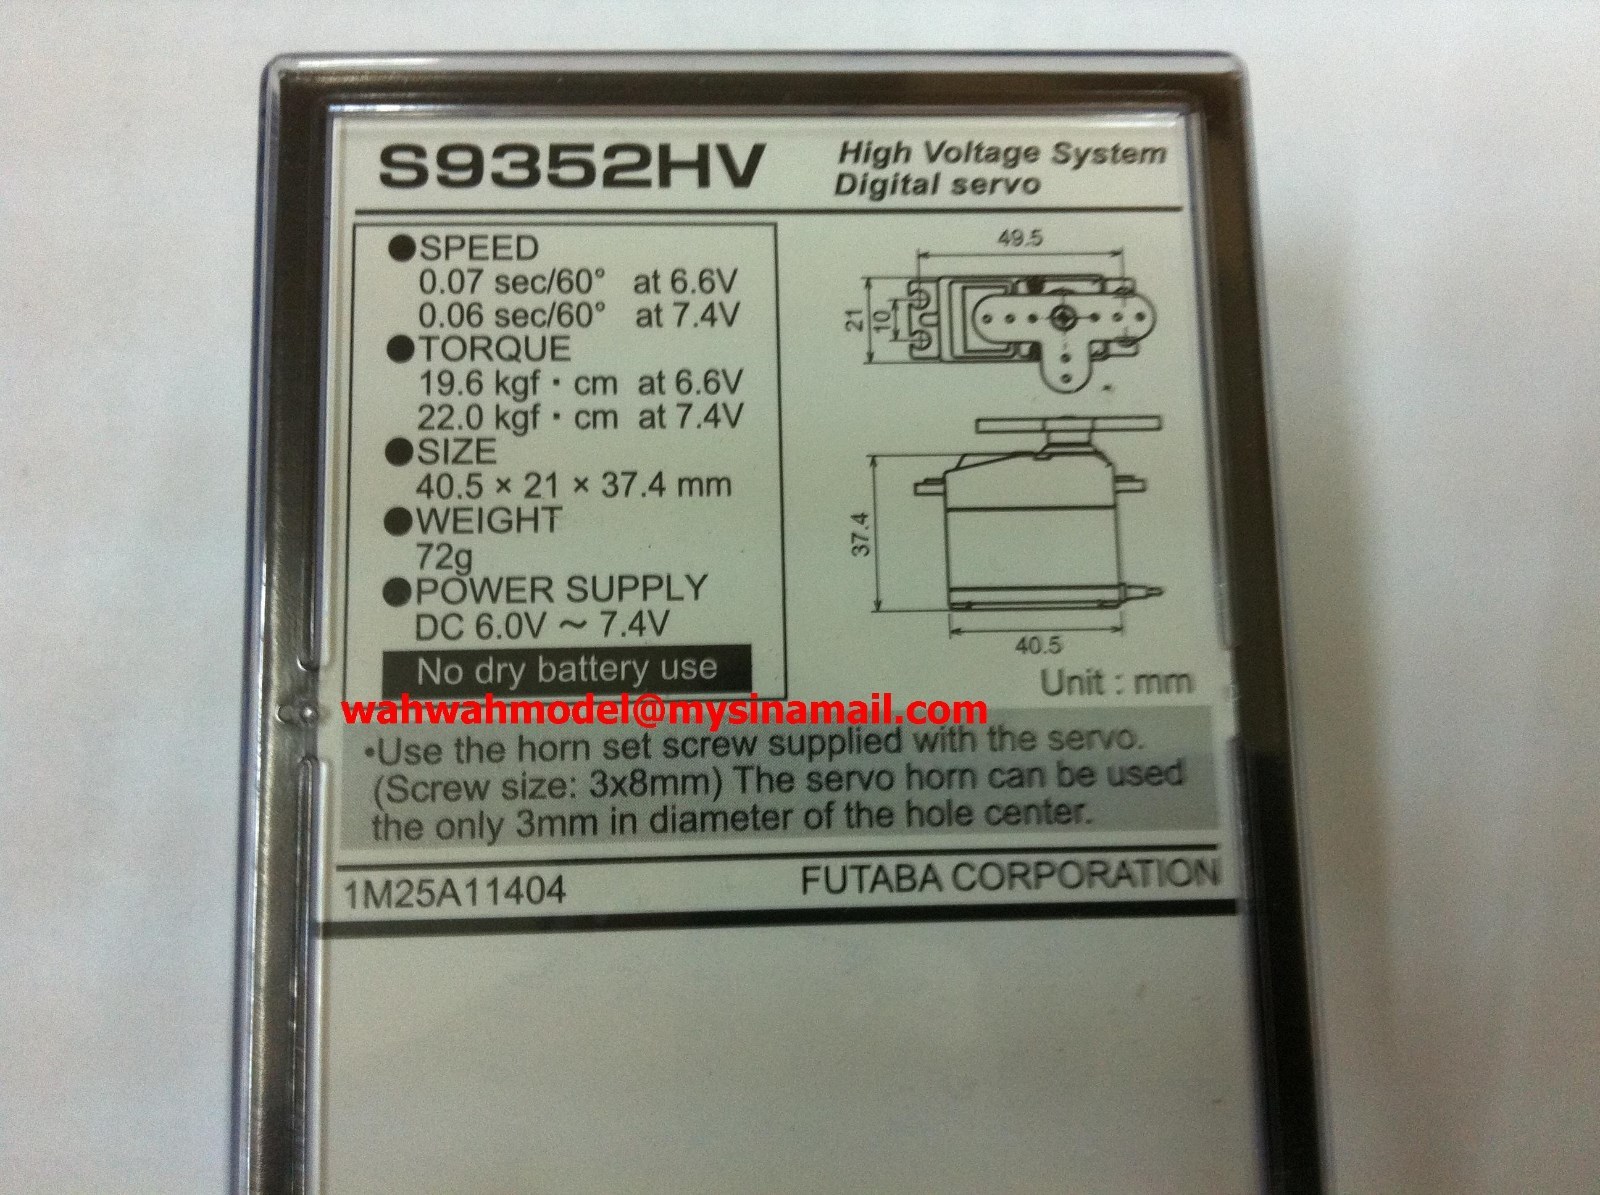 S9352HV
High Voltage System
Digital servo
●SPEED
0.07 sec/60° at 6.6V
0.06 sec/60° at 7.4V
●TORQUE
19.6 kgf・cm at 6.6V
22.0 kgf・cm at 7.4V
●SIZE
40.5 × 21 × 37.4 mm
●WEIGHT
72g
●POWER SUPPLY
DC 6.0V ～ 7.4V
No dry battery use
49.5
21
10
37.4
40.5
Unit : mm
wahwahmodel@mysinamail.com
•Use the horn set screw supplied with the servo.
(Screw size: 3x8mm) The servo horn can be used
the only 3mm in diameter of the hole center.
1M25A11404
FUTABA CORPORATION